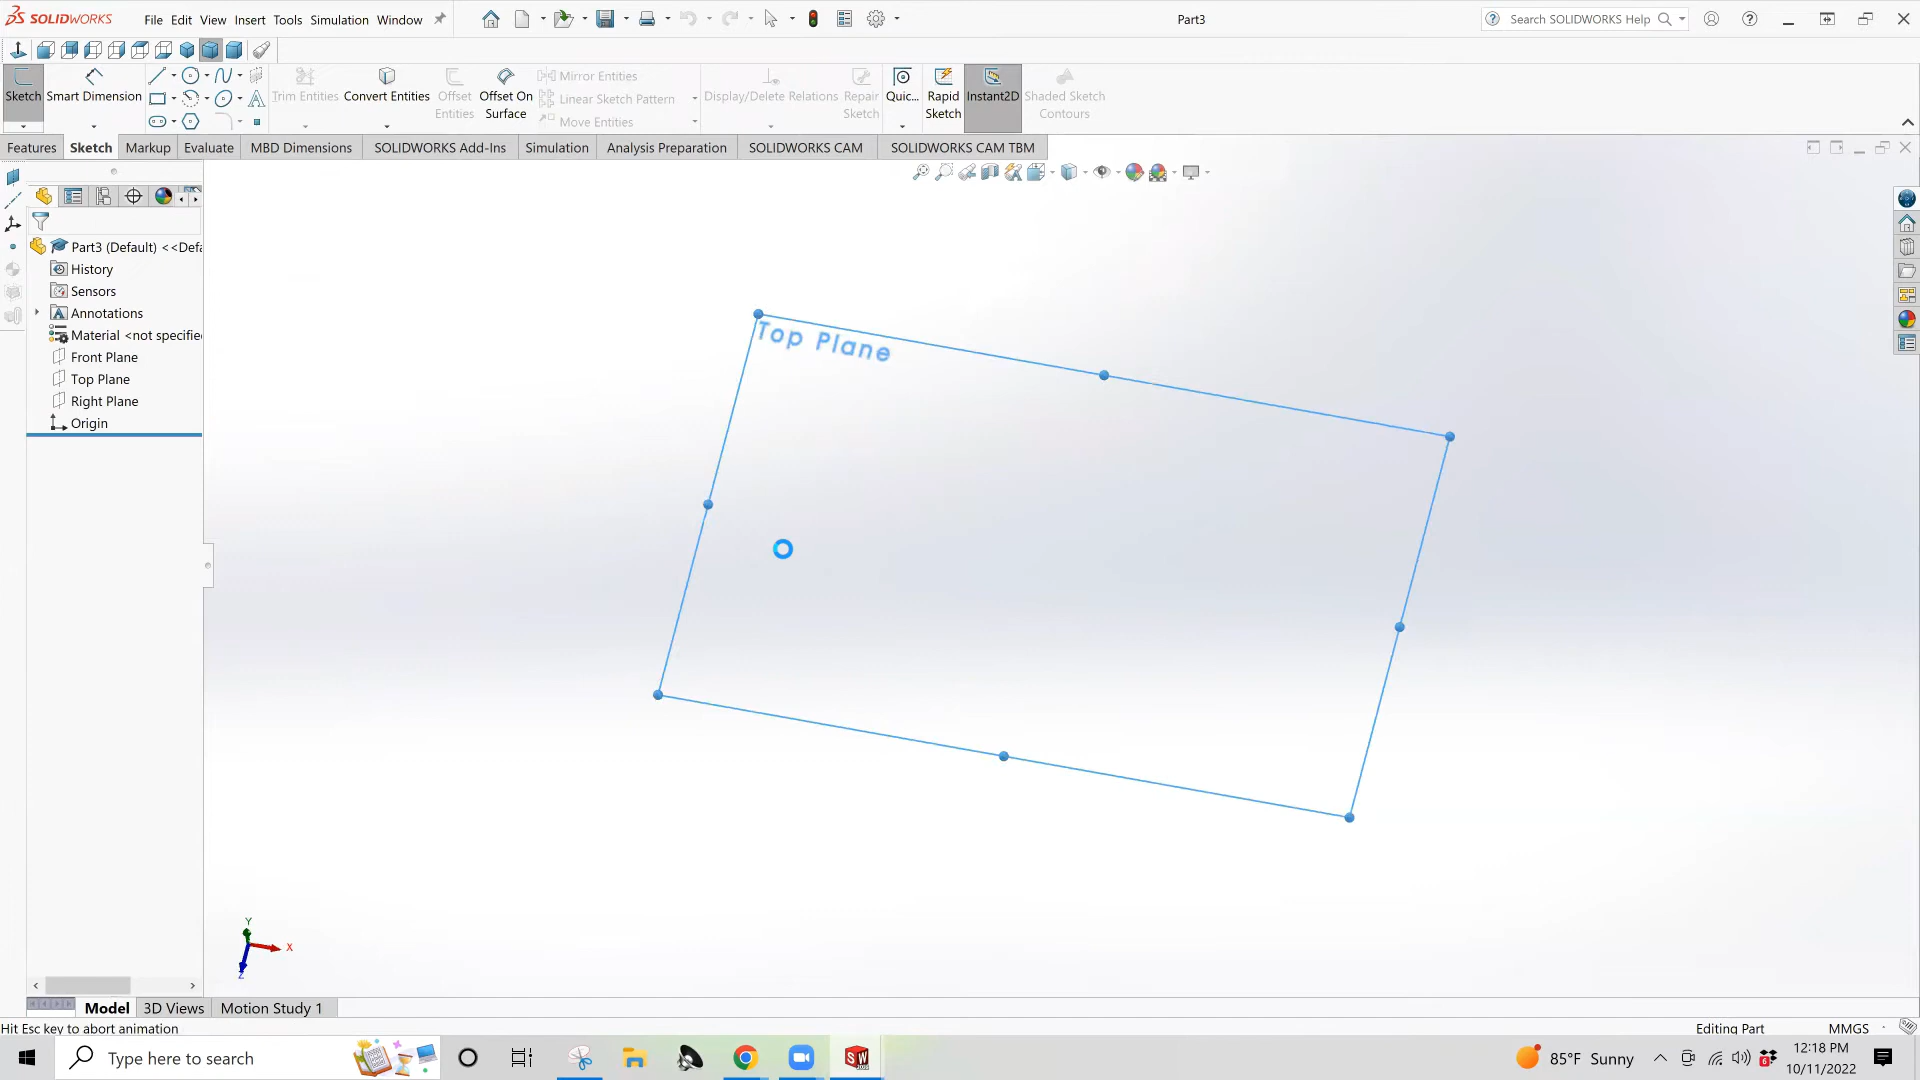 SOLIDWORKS File Edit View Insert Tools Simulation Window Part3 Search SOLIDWORKS Help
Sketch Smart Dimension Trim Entities Convert Entities Offset Entities Offset On Surface Mirror Entities Linear Sketch Pattern Move Entities Display/Delete Relations Repair Sketch Quic... Rapid Sketch Instant2D Shaded Sketch Contours
Features Sketch Markup Evaluate MBD Dimensions SOLIDWORKS Add-Ins Simulation Analysis Preparation SOLIDWORKS CAM SOLIDWORKS CAM TBM
Part3 (Default) <<Defa
History
Sensors
Annotations
Material <not specifie
Front Plane
Top Plane
Right Plane
Origin
Top Plane
Y
X
Z
Model 3D Views Motion Study 1
Hit Esc key to abort animation Editing Part MMGS
Type here to search 85°F Sunny 12:18 PM
10/11/2022